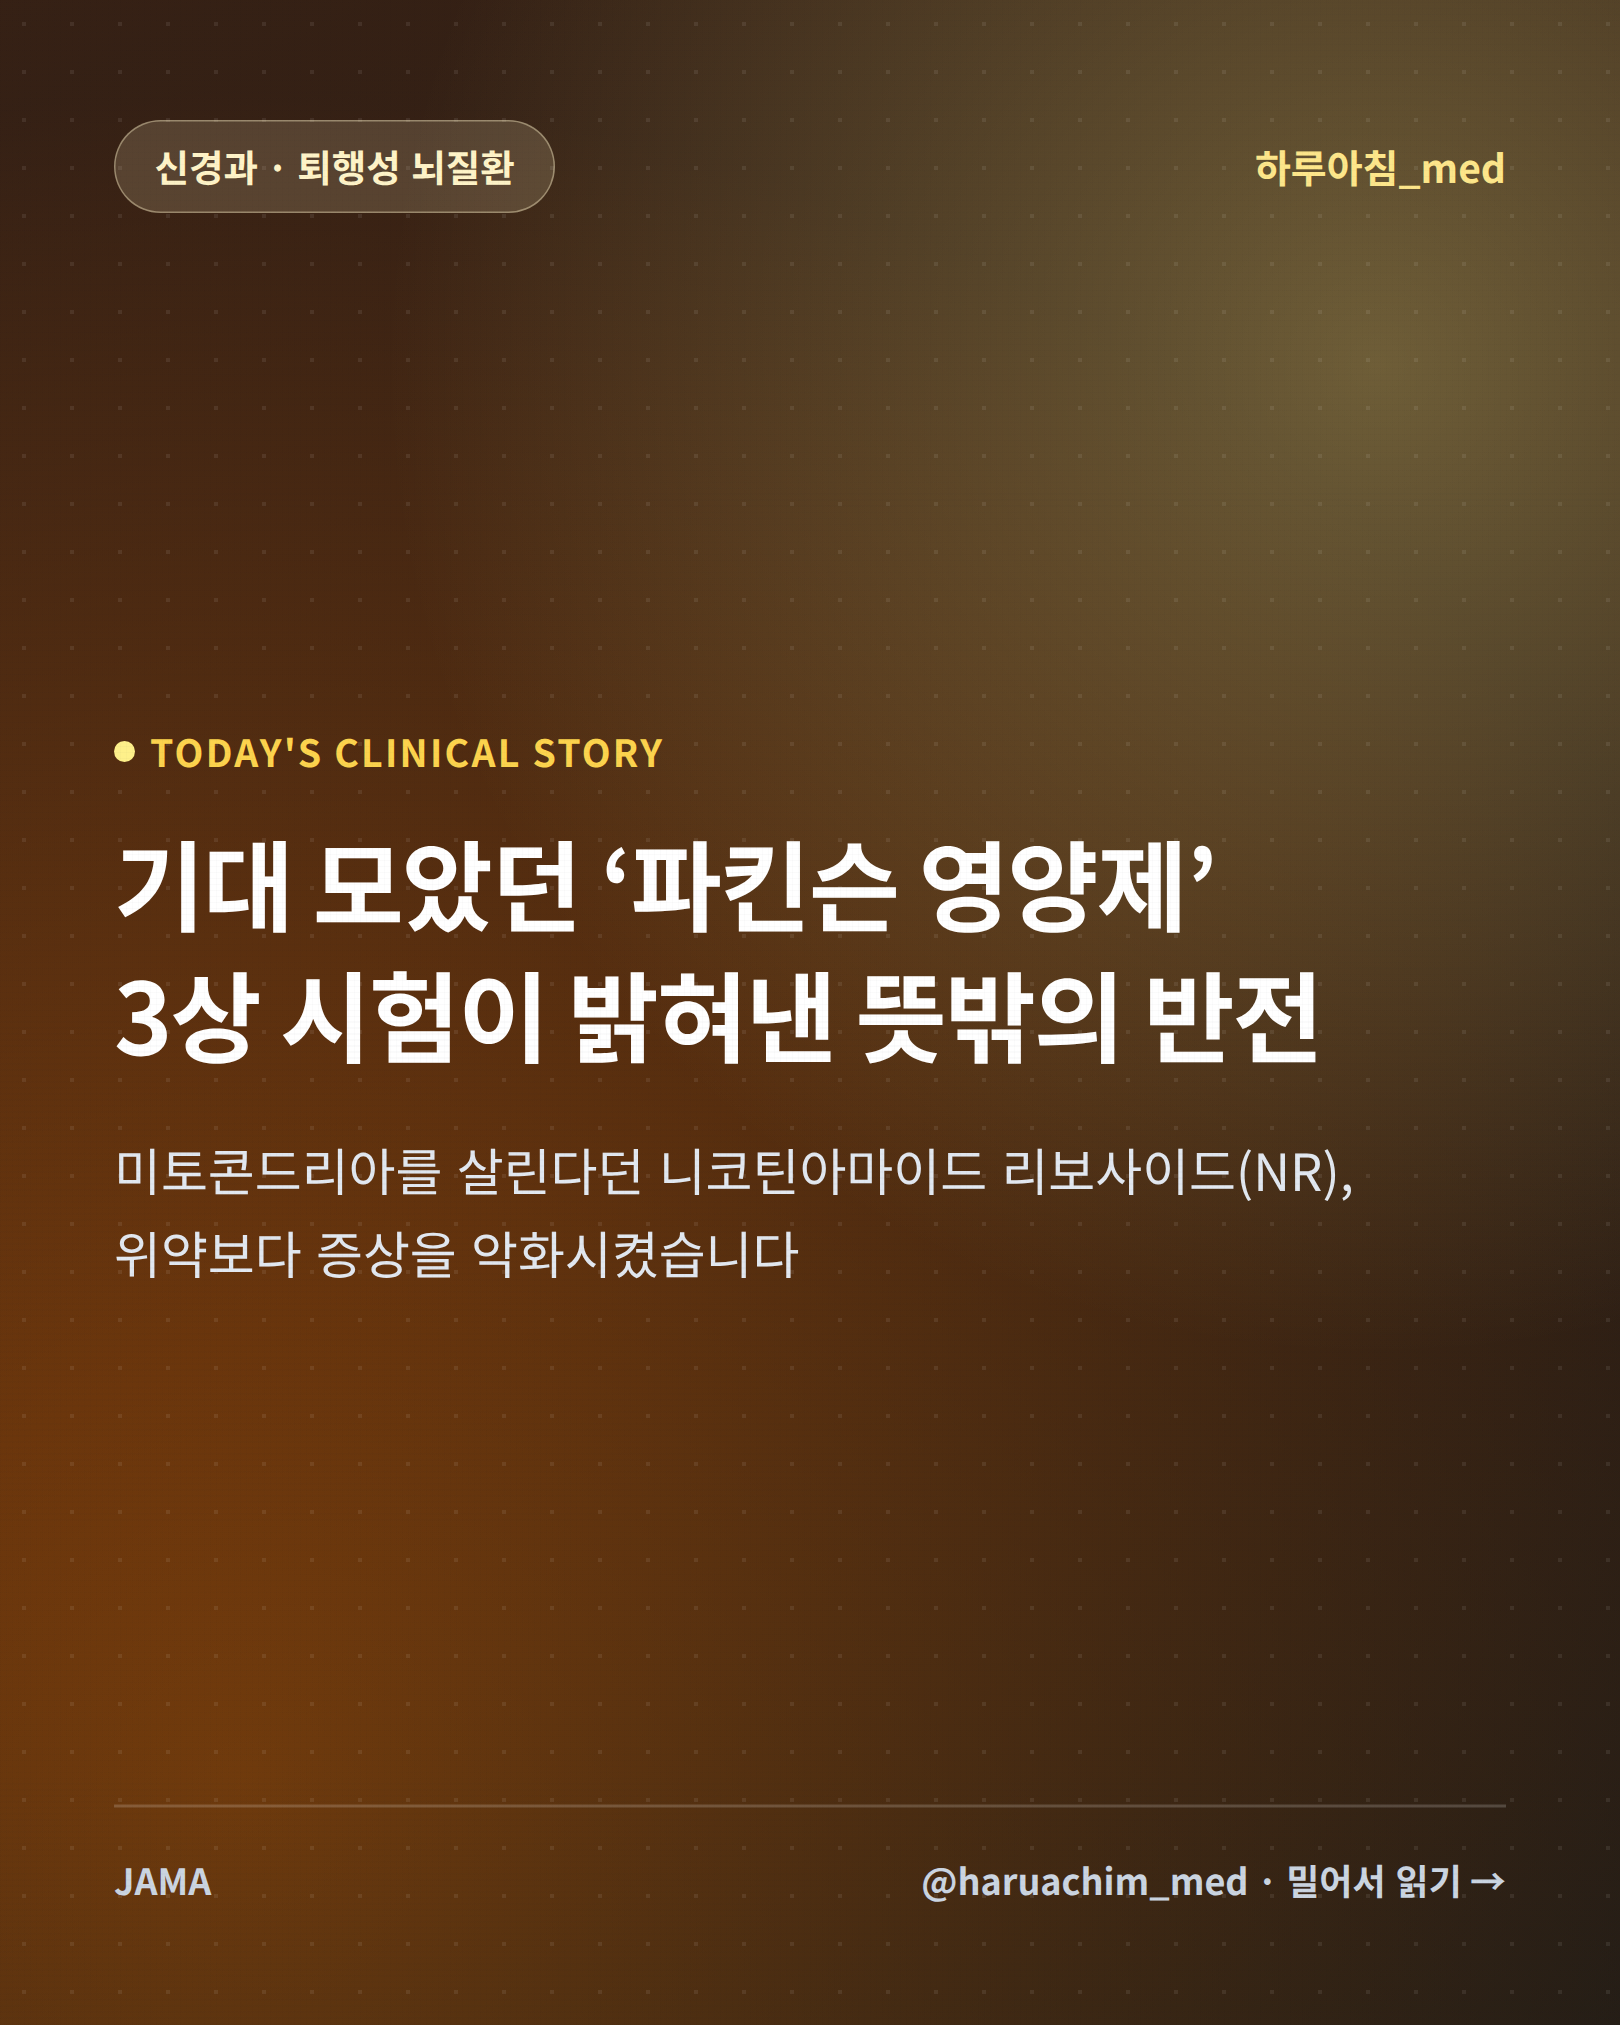 신경과 · 퇴행성 뇌질환
하루아침_med
TODAY'S CLINICAL STORY
기대 모았던 ‘파킨슨 영양제’
3상 시험이 밝혀낸 뜻밖의 반전
미토콘드리아를 살린다던 니코틴아마이드 리보사이드(NR),
위약보다 증상을 악화시켰습니다
JAMA
@haruachim_med · 밀어서 읽기 →